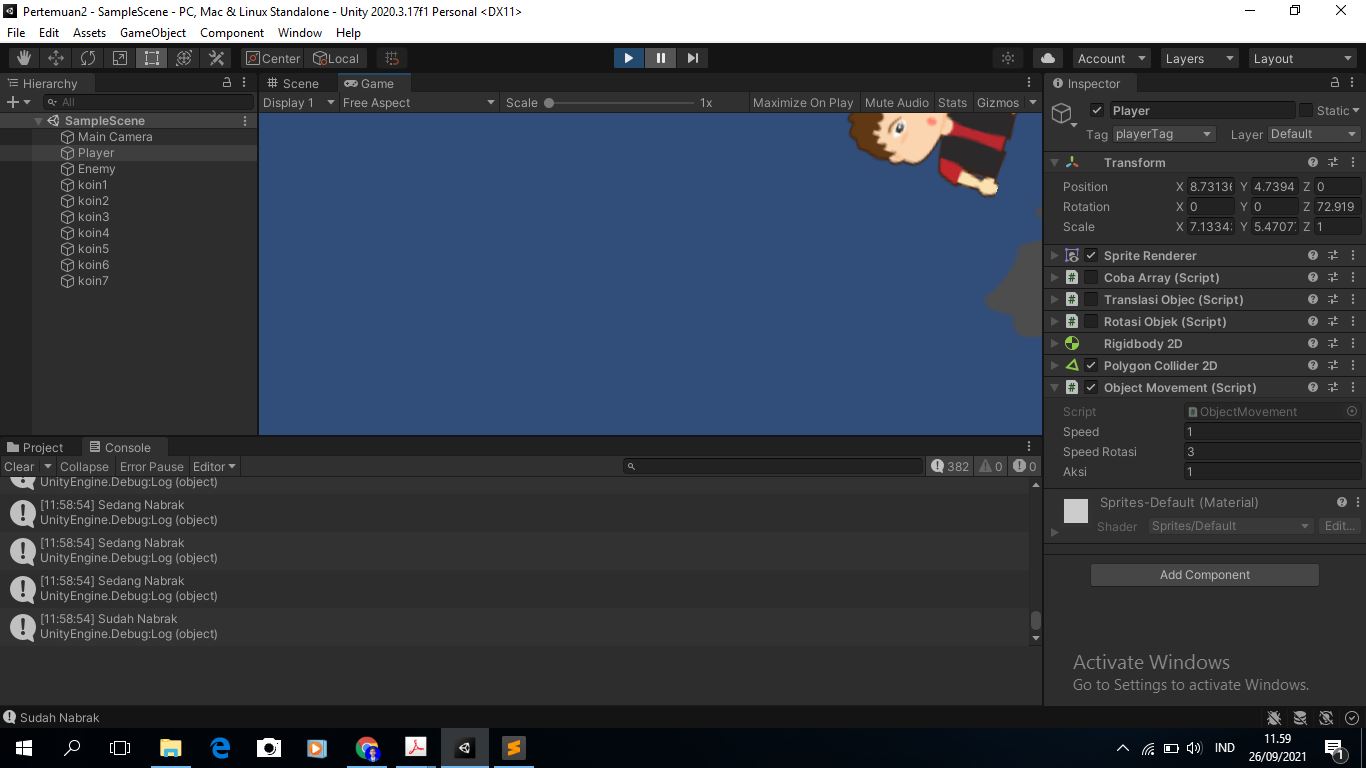 Pertemuan2 - SampleScene - PC, Mac & Linux Standalone - Unity 2020.3.17f1 Personal <DX11>
File Edit Assets GameObject Component Window Help
Center Local Account Layers Layout
Hierarchy
All
SampleScene
Main Camera
Player
Enemy
koin1
koin2
koin3
koin4
koin5
koin6
koin7
Scene Game
Display 1 Free Aspect Scale 1x Maximize On Play Mute Audio Stats Gizmos
Inspector
Player Static
Tag playerTag Layer Default
Transform
Position X 8.73136 Y 4.7394 Z 0
Rotation X 0 Y 0 Z 72.919
Scale X 7.1334 Y 5.4707 Z 1
Sprite Renderer
Coba Array (Script)
Translasi Objec (Script)
Rotasi Objek (Script)
Rigidbody 2D
Polygon Collider 2D
Object Movement (Script)
Script ObjectMovement
Speed 1
Speed Rotasi 3
Aksi 1
Sprites-Default (Material)
Shader Sprites/Default Edit...
Add Component
Project Console
Clear Collapse Error Pause Editor 382 0 0
UnityEngine.Debug:Log (object)
[11:58:54] Sedang Nabrak
UnityEngine.Debug:Log (object)
[11:58:54] Sedang Nabrak
UnityEngine.Debug:Log (object)
[11:58:54] Sedang Nabrak
UnityEngine.Debug:Log (object)
[11:58:54] Sudah Nabrak
UnityEngine.Debug:Log (object)
Activate Windows
Go to Settings to activate Windows.
Sudah Nabrak
IND
11.59
26/09/2021
1